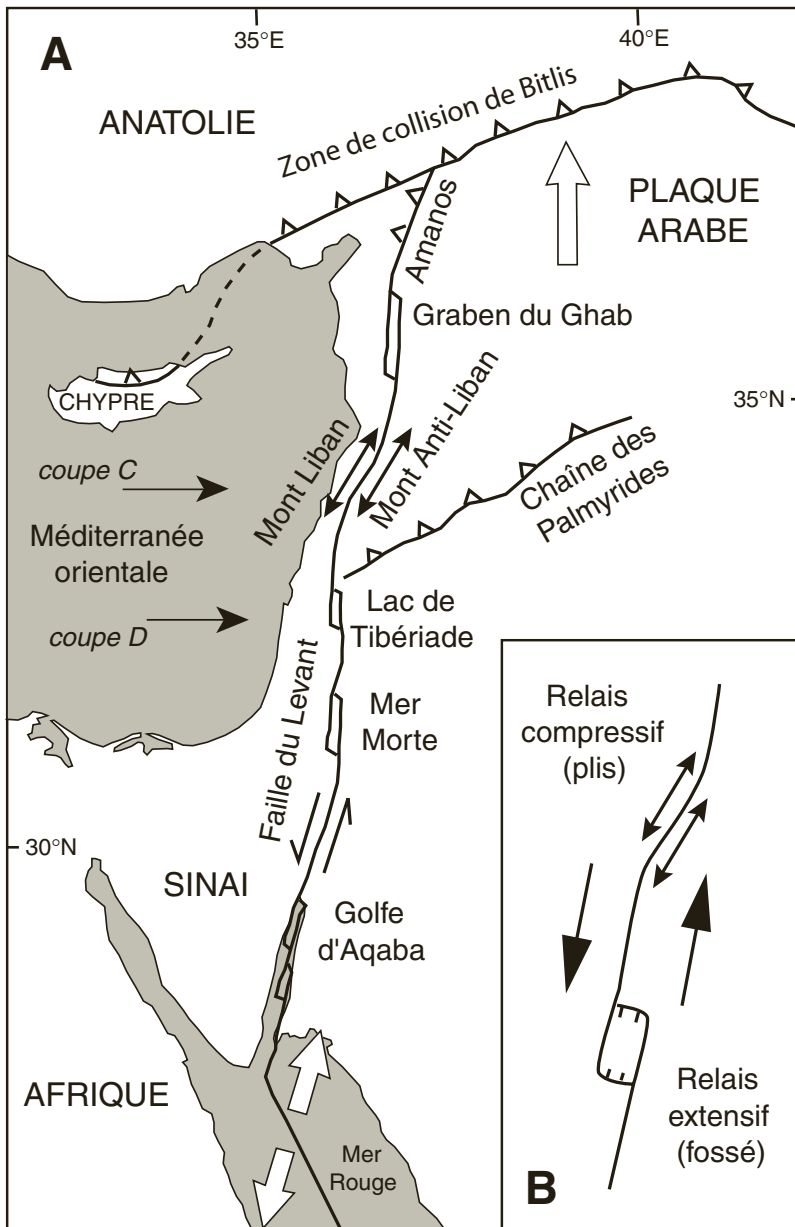 A
35°E
40°E
ANATOLIE
Zone de collision de Bitlis
PLAQUE
ARABE
Amanos
Graben du Ghab
CHYPRE
35°N
Mont Liban
Mont Anti-Liban
Chaîne des
Palmyrides
coupe C
Méditerranée
orientale
coupe D
Lac de
Tibériade
Mer
Morte
Faille du Levant
30°N
SINAI
Golfe
d'Aqaba
AFRIQUE
Mer
Rouge
Relais
compressif
(plis)
Relais
extensif
(fossé)
B